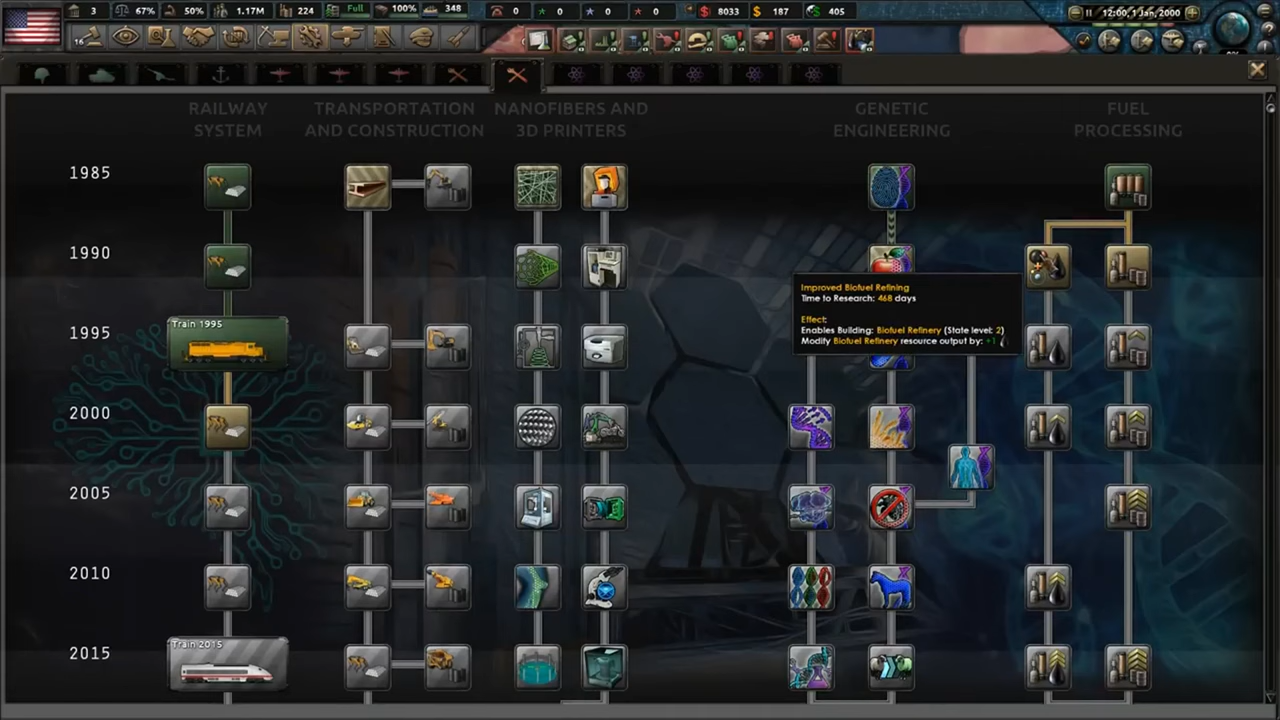 3 67% 50% 1.17M 224 Full 100% 348 0 0 0 0 8033 187 405 12:00, 1 Jan, 2000
16
RAILWAY
SYSTEM
TRANSPORTATION
AND CONSTRUCTION
NANOFIBERS AND
3D PRINTERS
GENETIC
ENGINEERING
FUEL
PROCESSING
1985
1990
Improved Biofuel Refining
Time to Research: 468 days
Effect:
Enables Building: Biofuel Refinery (State level: 2)
Modify Biofuel Refinery resource output by: +1
1995
Train 1995
2000
2005
2010
2015
Train 2015